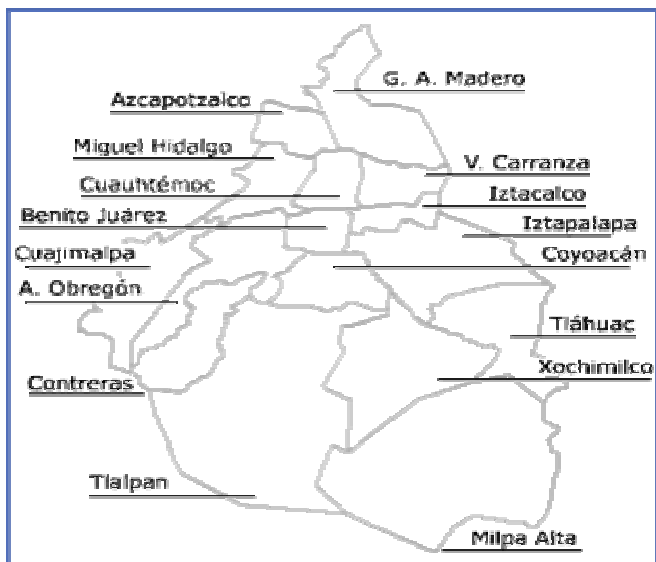 G. A. Madero
Azcapotzalco
Miguel Hidalgo
V. Carranza
Cuauhtémoc
Iztacalco
Benito Juárez
Iztapalapa
Cuajimalpa
Coyoacán
A. Obregón
Tláhuac
Xochimilco
Contreras
Tlalpan
Milpa Alta